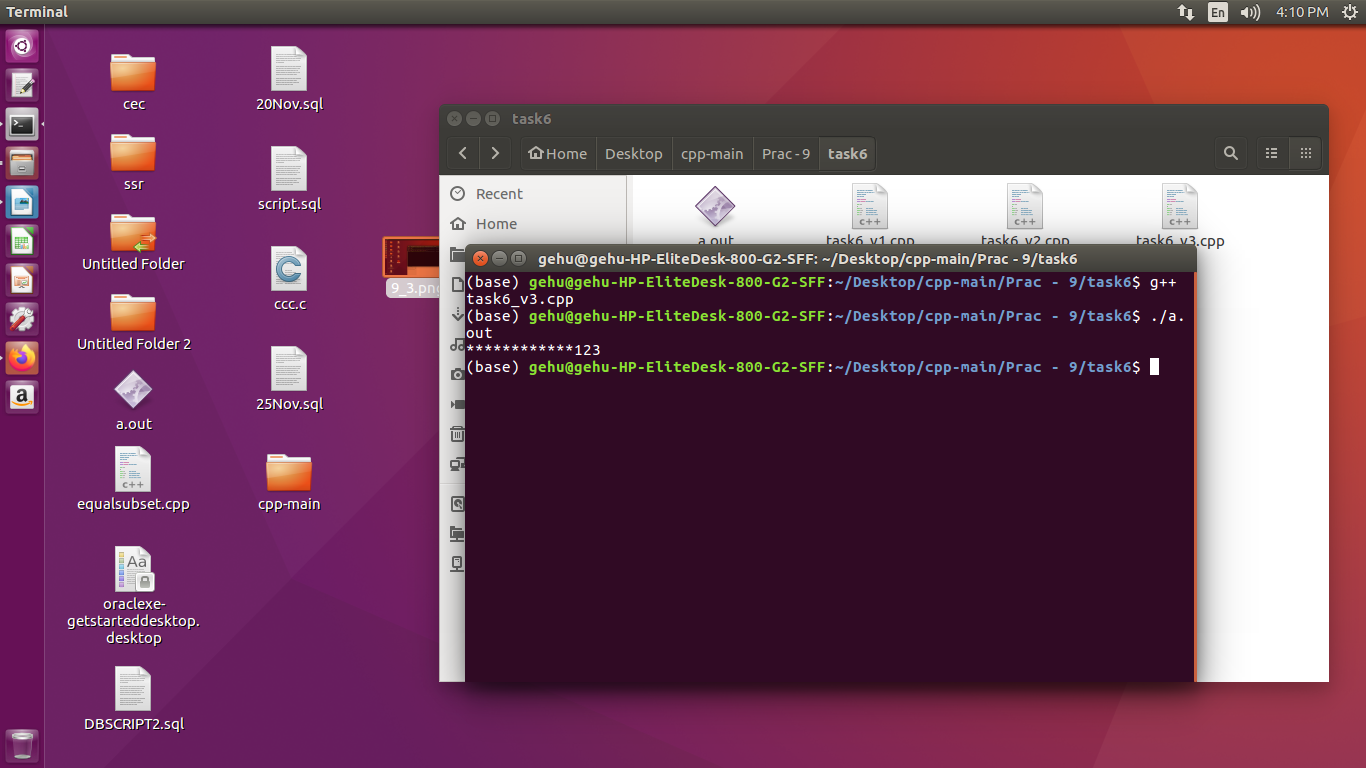 Terminal
En
4:10 PM
cec
20Nov.sql
ssr
script.sql
Untitled Folder
ccc.c
Untitled Folder 2
25Nov.sql
a.out
equalsubset.cpp
cpp-main
Aa
oraclexe-
getstarteddesktop.
desktop
DBSCRIPT2.sql
9_3.png
task6
Home
Desktop
cpp-main
Prac - 9
task6
Recent
Home
c++
c++
c++
c++
a.out
task6_v1.cpp
task6_v2.cpp
task6_v3.cpp
gehu@gehu-HP-EliteDesk-800-G2-SFF: ~/Desktop/cpp-main/Prac - 9/task6
(base) gehu@gehu-HP-EliteDesk-800-G2-SFF:~/Desktop/cpp-main/Prac - 9/task6$ g++
task6_v3.cpp
(base) gehu@gehu-HP-EliteDesk-800-G2-SFF:~/Desktop/cpp-main/Prac - 9/task6$ ./a.
out
************123
(base) gehu@gehu-HP-EliteDesk-800-G2-SFF:~/Desktop/cpp-main/Prac - 9/task6$